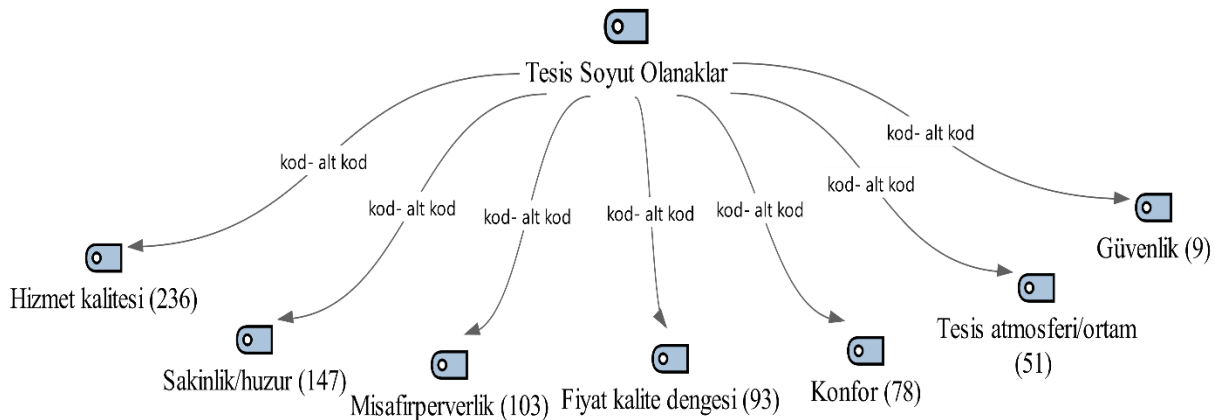 Tesis Soyut Olanaklar
kod- alt kod
kod- alt kod
kod- alt kod
kod- alt kod
kod- alt kod
kod- alt kod
kod- alt kod
Hizmet kalitesi (236)
Sakinlik/huzur (147)
Misafirperverlik (103)
Fiyat kalite dengesi (93)
Konfor (78)
Tesis atmosferi/ortam
(51)
Güvenlik (9)